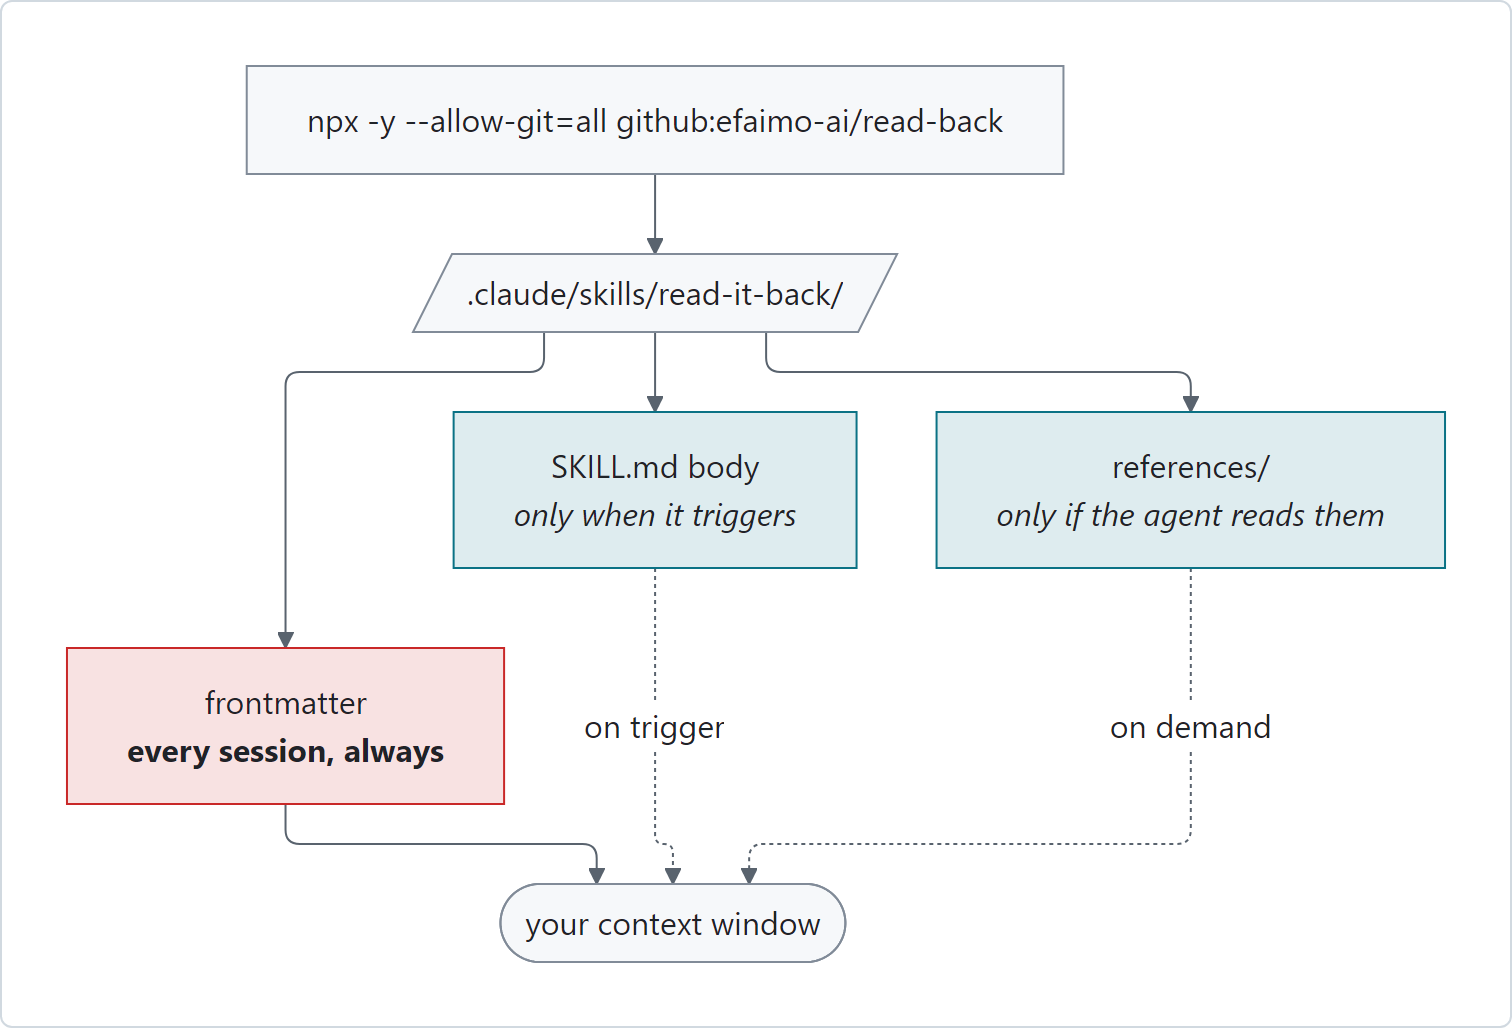 npx -y --allow-git=all github:efaimo-ai/read-back
.claude/skills/read-it-back/
SKILL.md body
only when it triggers
references/
only if the agent reads them
frontmatter
every session, always
on trigger
on demand
your context window